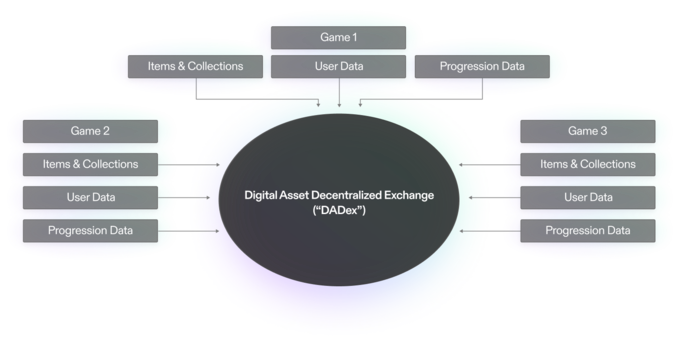 Game 1
Items & Collections
User Data
Progression Data
Game 2
Items & Collections
User Data
Progression Data
Digital Asset Decentralized Exchange
(“DADex”)
Game 3
Items & Collections
User Data
Progression Data